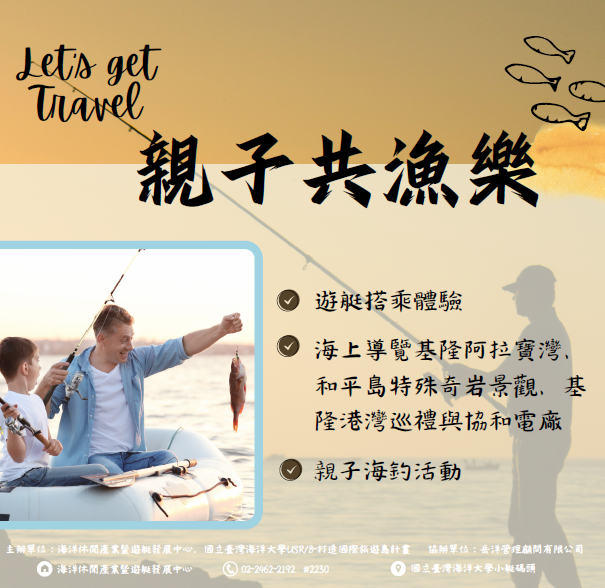 Let's get
Travel
親子共漁樂
遊艇搭乘體驗
海上導覽基隆阿拉寶灣、
和平島特殊奇岩景觀、基
隆港灣巡禮與協和電廠
親子海釣活動
主辦單位：海洋休閒產業暨遊艇發展中心、國立臺灣海洋大學USR/B-打造國際旅遊島計畫 協辦單位：岳洋管理顧問有限公司
海洋休閒產業暨遊艇發展中心 02-2462-2192 #2230 國立臺灣海洋大學小艇碼頭